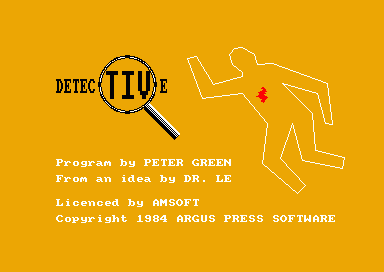 DETECTIVE
Program by PETER GREEN
From an idea by DR. LE
Licenced by AMSOFT
Copyright 1984 ARGUS PRESS SOFTWARE